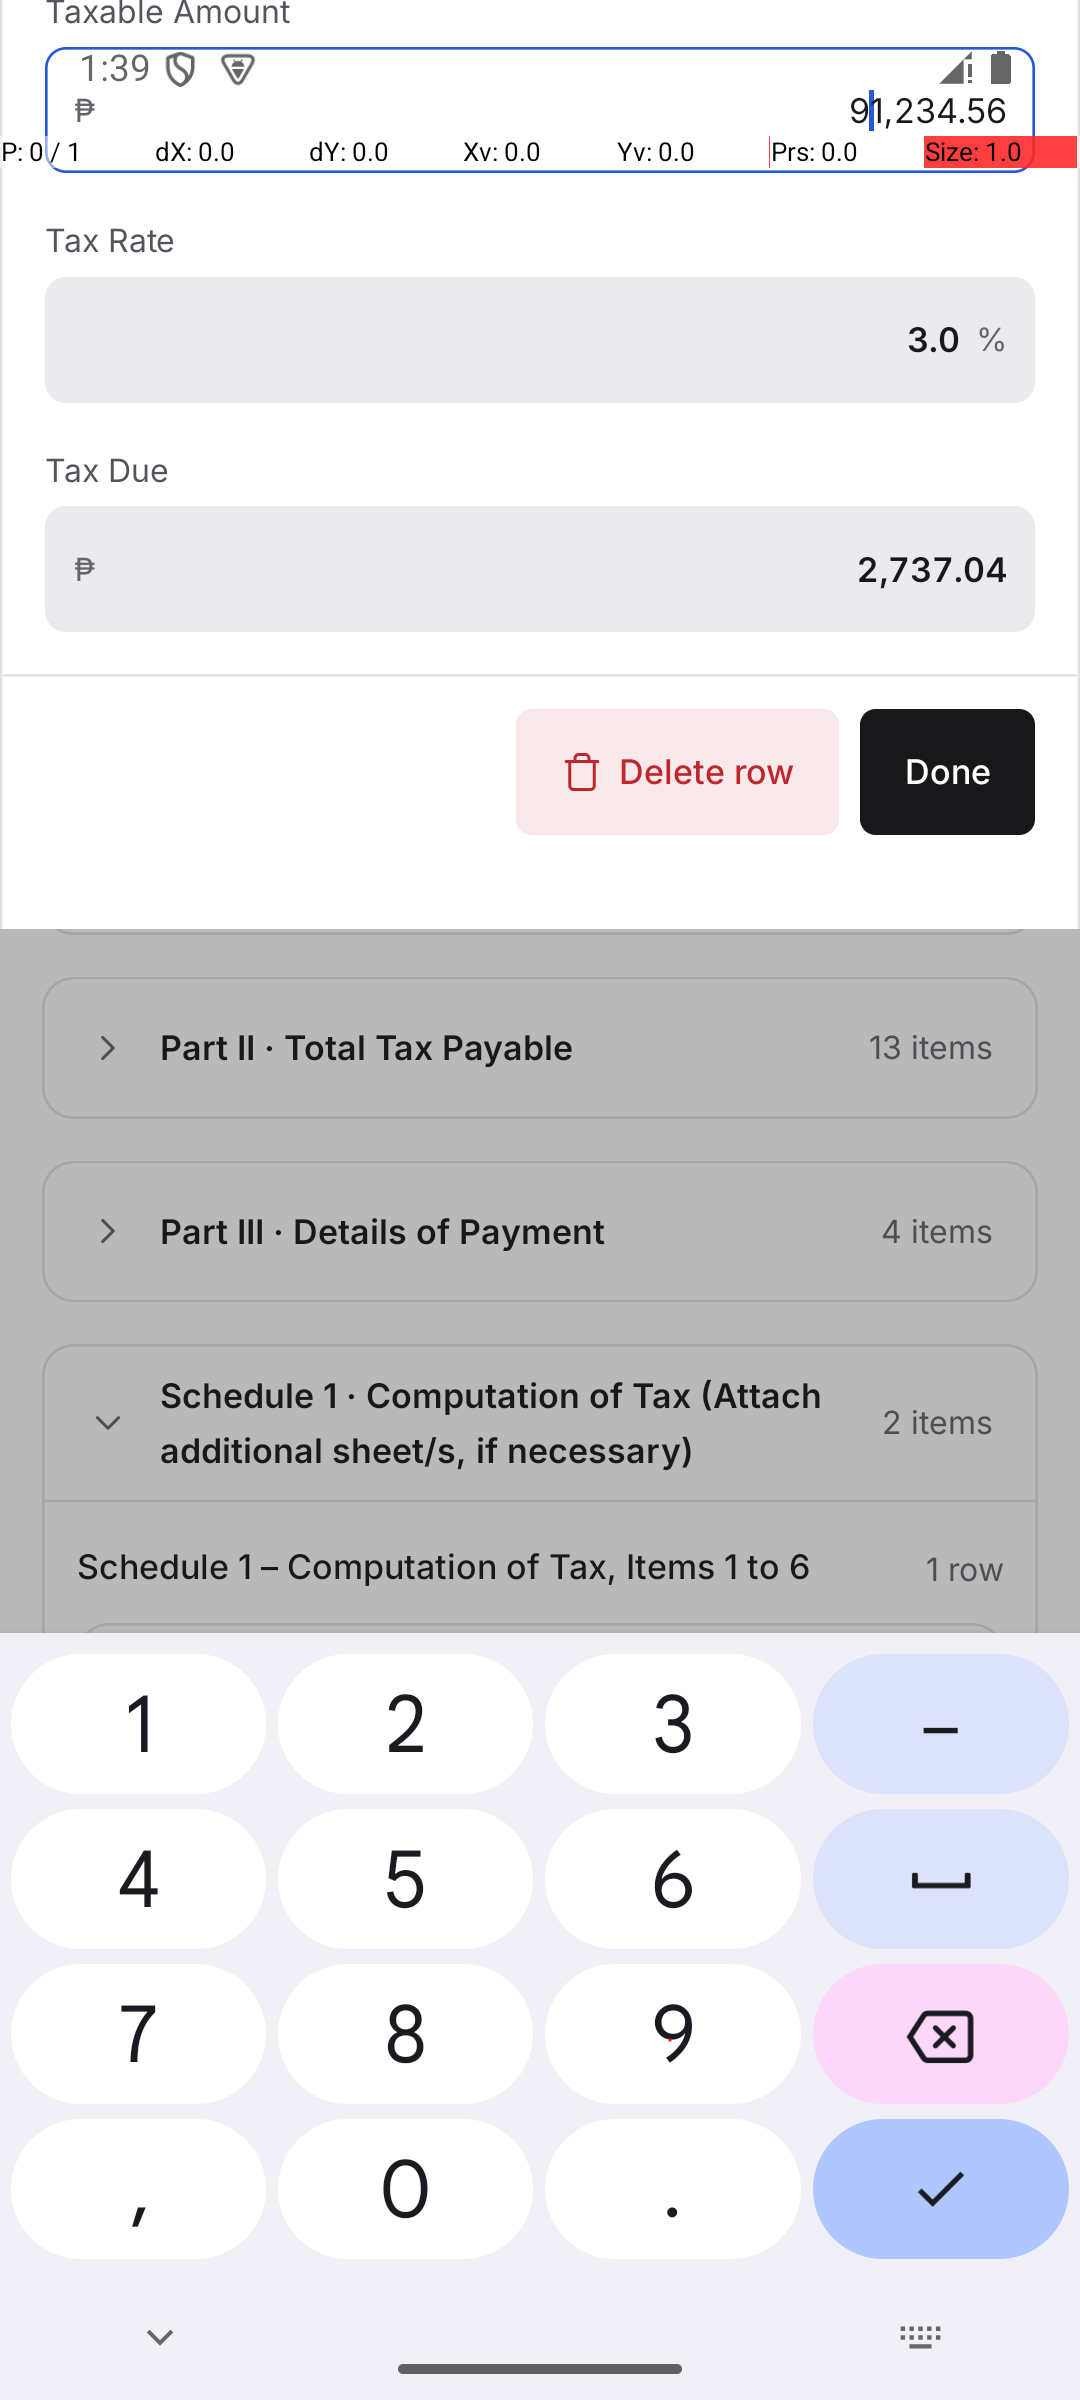 Taxable Amount
1:39
₱ 91,234.56
P: 0 / 1 dX: 0.0 dY: 0.0 Xv: 0.0 Yv: 0.0 Prs: 0.0 Size: 1.0
Tax Rate
3.0 %
Tax Due
₱ 2,737.04
Delete row Done
Part II · Total Tax Payable 13 items
Part III · Details of Payment 4 items
Schedule 1 · Computation of Tax (Attach
additional sheet/s, if necessary) 2 items
Schedule 1 – Computation of Tax, Items 1 to 6 1 row
1 2 3 –
4 5 6
7 8 9
, 0 .